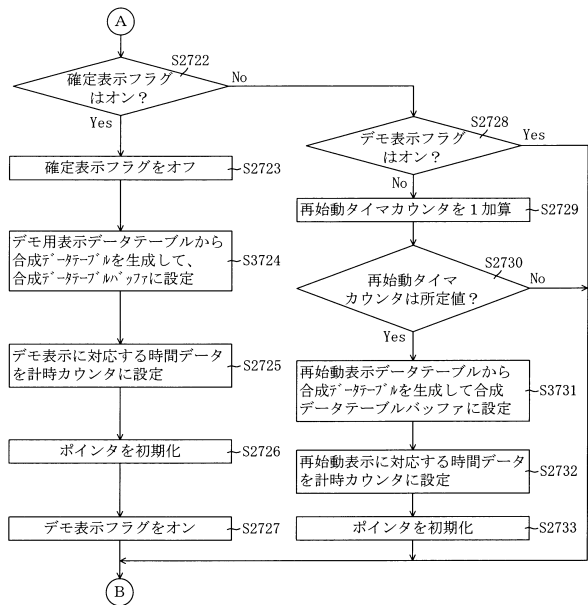 A
S2722
確定表示フラグ
はオン？
No
Yes
確定表示フラグをオフ
S2723
デモ用表示データテーブルから
合成ﾃﾞｰﾀﾃｰﾌﾞﾙを生成して、
合成ﾃﾞｰﾀﾃｰﾌﾞﾙﾊﾞｯﾌｧに設定
S3724
デモ表示に対応する時間データ
を計時カウンタに設定
S2725
ポインタを初期化
S2726
デモ表示フラグをオン
S2727
S2728
デモ表示フラグ
はオン？
Yes
No
再始動タイマカウンタを１加算
S2729
S2730
再始動タイマ
カウンタは所定値？
No
Yes
再始動表示データテーブルから
合成ﾃﾞｰﾀﾃｰﾌﾞﾙを生成して合成
データテーブルバッファに設定
S3731
再始動表示に対応する時間データ
を計時カウンタに設定
S2732
ポインタを初期化
S2733
B